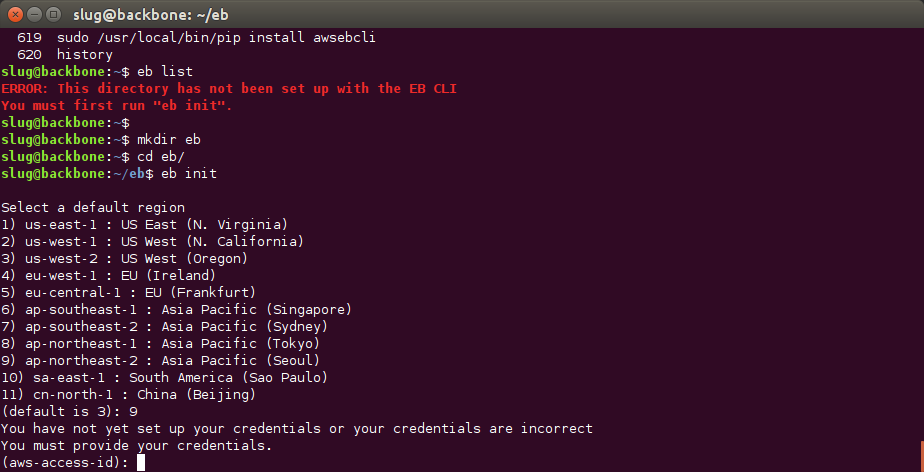 slug@backbone: ~/eb
619 sudo /usr/local/bin/pip install awsebcli
620 history
slug@backbone:~$ eb list
ERROR: This directory has not been set up with the EB CLI
You must first run "eb init".
slug@backbone:~$
slug@backbone:~$ mkdir eb
slug@backbone:~$ cd eb/
slug@backbone:~/eb$ eb init
Select a default region
1) us-east-1 : US East (N. Virginia)
2) us-west-1 : US West (N. California)
3) us-west-2 : US West (Oregon)
4) eu-west-1 : EU (Ireland)
5) eu-central-1 : EU (Frankfurt)
6) ap-southeast-1 : Asia Pacific (Singapore)
7) ap-southeast-2 : Asia Pacific (Sydney)
8) ap-northeast-1 : Asia Pacific (Tokyo)
9) ap-northeast-2 : Asia Pacific (Seoul)
10) sa-east-1 : South America (Sao Paulo)
11) cn-north-1 : China (Beijing)
(default is 3): 9
You have not yet set up your credentials or your credentials are incorrect
You must provide your credentials.
(aws-access-id):